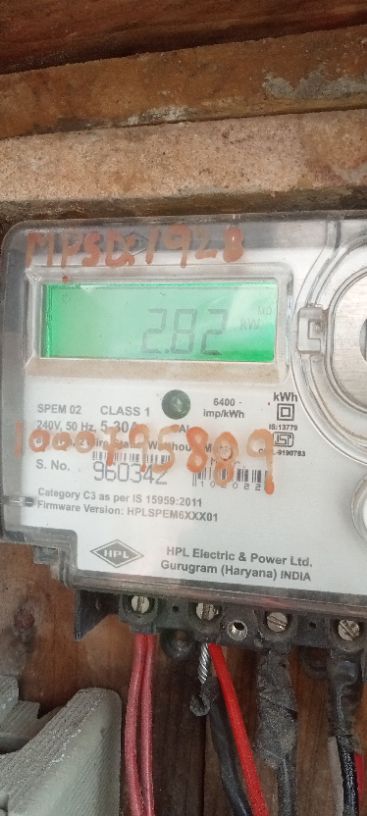 MPSD:1928
MD
2.82 kW
SPEM 02 CLASS 1 6400 imp/kWh kWh
240V, 50 Hz, 5-30A
IS:13779
1000195889
S. No. 960342
Category C3 as per IS 15959:2011
Firmware Version: HPLSPEM6XXX01
HPL
HPL Electric & Power Ltd.
Gurugram (Haryana) INDIA